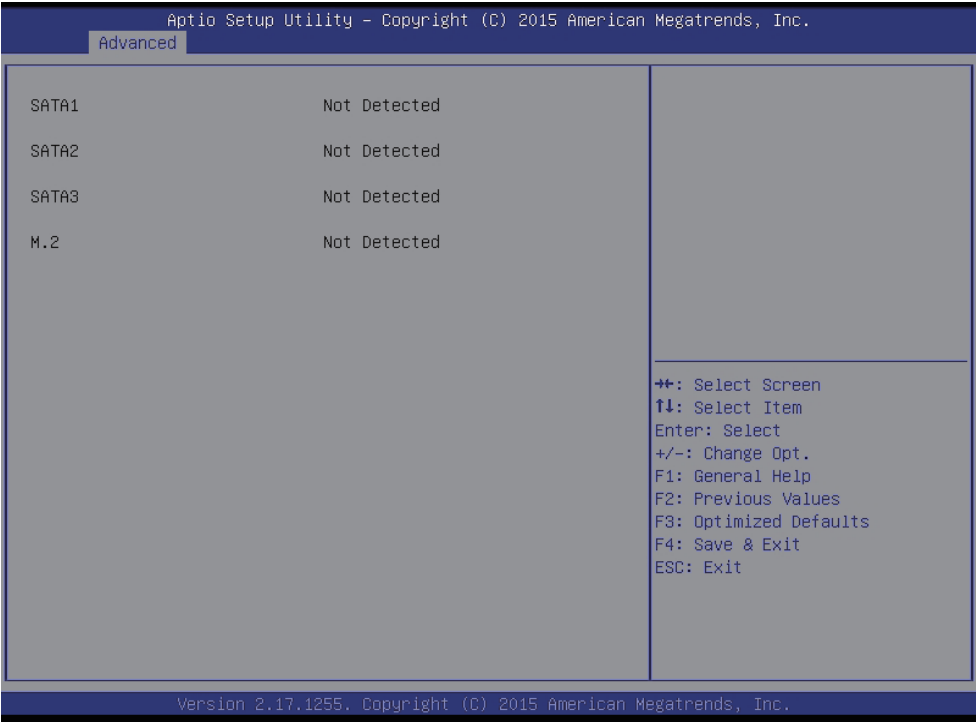 Aptio Setup Utility – Copyright (C) 2015 American Megatrends, Inc.
Advanced
SATA1 Not Detected
SATA2 Not Detected
SATA3 Not Detected
M.2 Not Detected
→←: Select Screen
↑↓: Select Item
Enter: Select
+/-: Change Opt.
F1: General Help
F2: Previous Values
F3: Optimized Defaults
F4: Save & Exit
ESC: Exit
Version 2.17.1255. Copyright (C) 2015 American Megatrends, Inc.